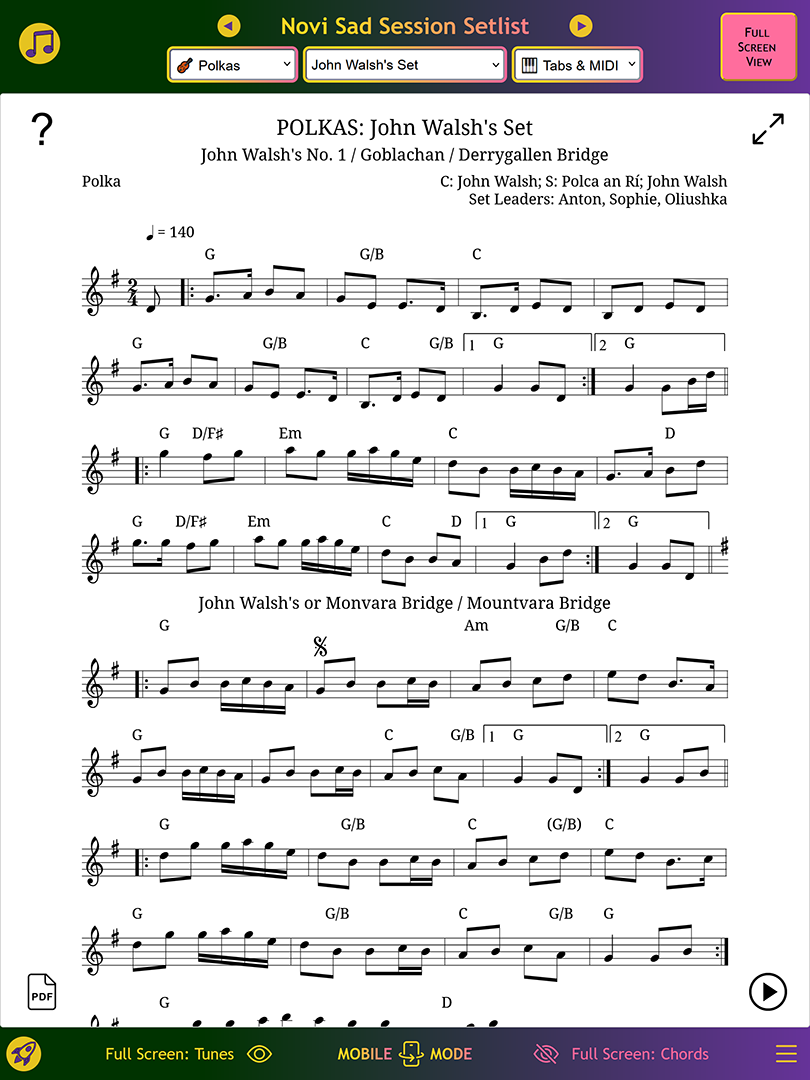 Novi Sad Session Setlist
Polkas
John Walsh's Set
Tabs & MIDI
FULL
SCREEN
VIEW
?
POLKAS: John Walsh's Set
John Walsh's No. 1 / Goblachan / Derrygallen Bridge
Polka
C: John Walsh; S: Polca an Rí; John Walsh
Set Leaders: Anton, Sophie, Oliushka
= 140
G G/B C
2
4
G G/B C G/B 1 G 2 G
G D/F♯ Em C D
G D/F♯ Em C D 1 G 2 G
John Walsh's or Monvara Bridge / Mountvara Bridge
G Am G/B C
G C G/B 1 G 2 G
G G/B C (G/B) C
G G/B C G/B G
PDF
G D
Full Screen: Tunes
MOBILE MODE
Full Screen: Chords